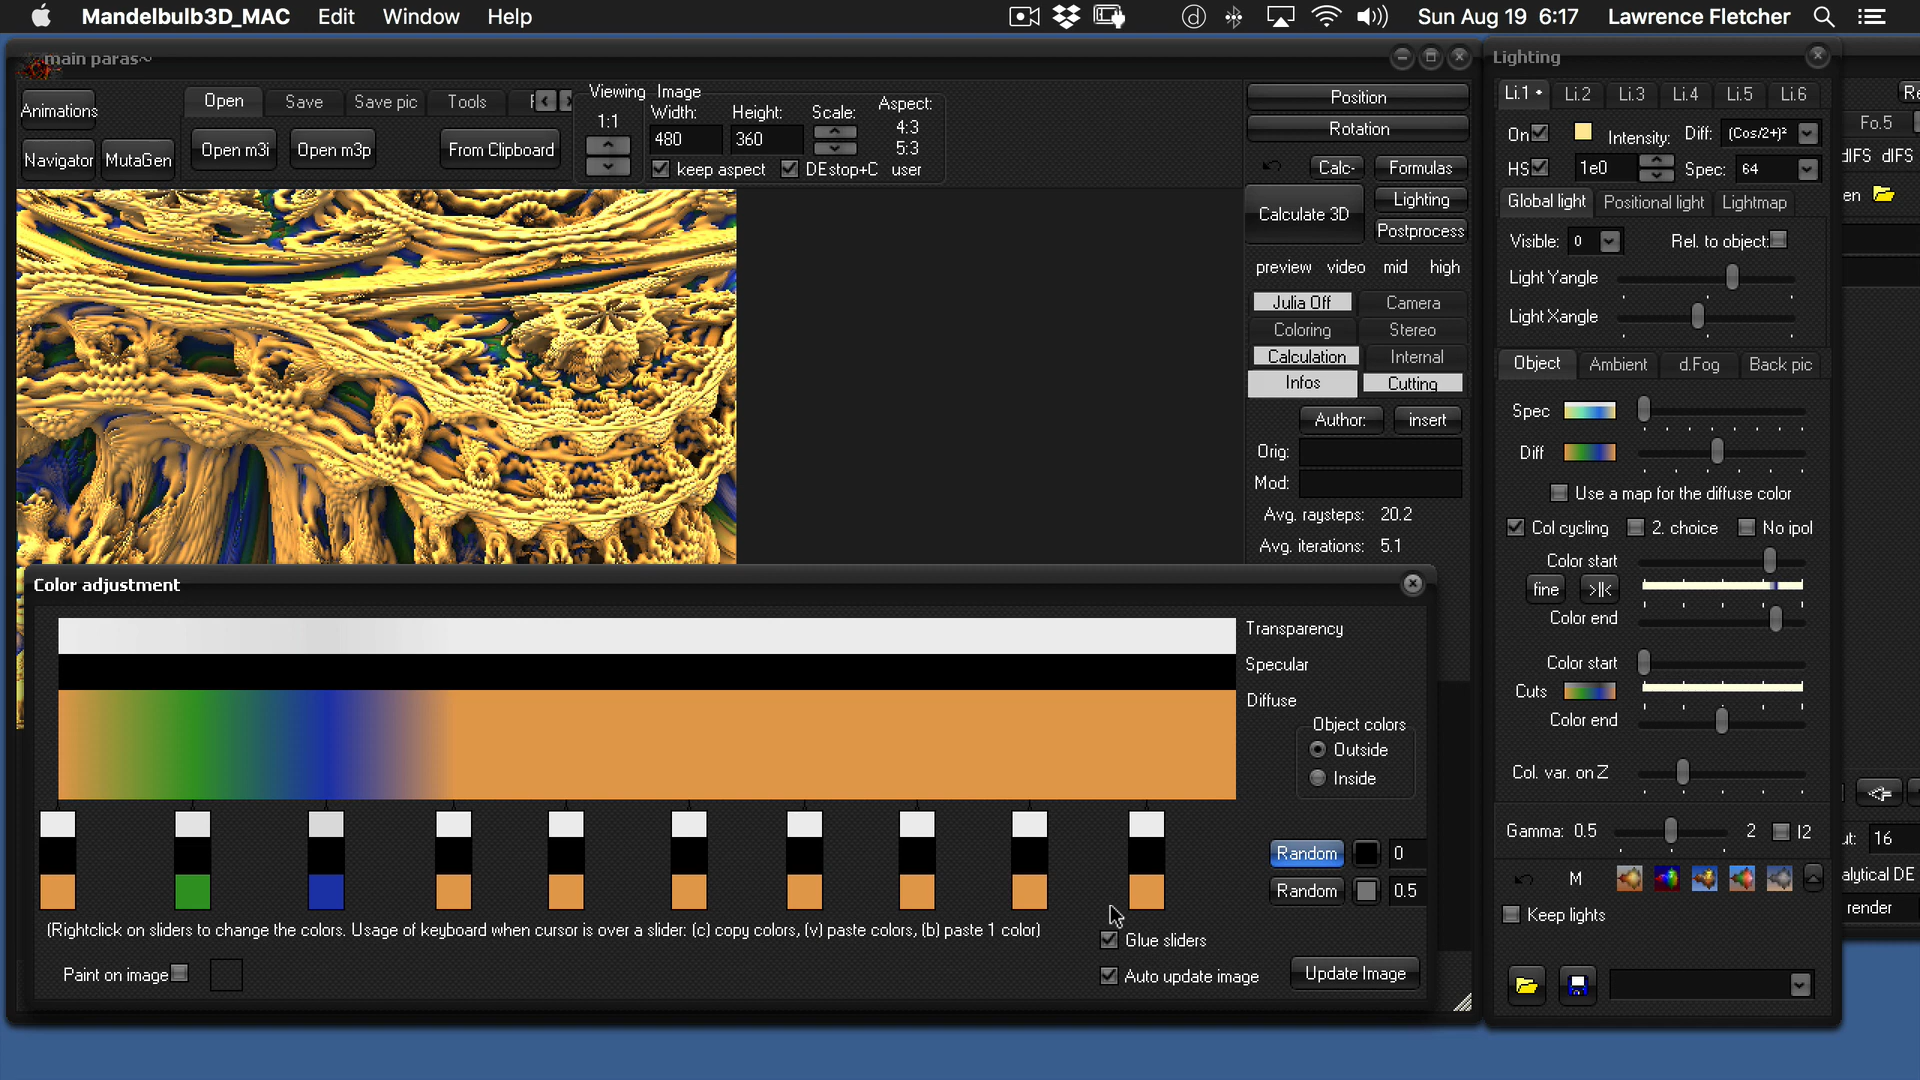 Mandelbulb3D_MAC Edit Window Help
Sun Aug 19 6:17 Lawrence Fletcher
main paras~
Animations
Navigator MutaGen
Open Save Save pic Tools
Open m3i Open m3p From Clipboard
Viewing
1:1
Image
Width: Height: Scale: Aspect:
480 360 4:3
5:3
keep aspect DEstop+C user
Position
Rotation
Calc- Formulas
Calculate 3D Lighting
Postprocess
preview video mid high
Julia Off Camera
Coloring Stereo
Calculation Internal
Infos Cutting
Author: insert
Orig:
Mod:
Avg. raysteps: 20.2
Avg. iterations: 5.1
Color adjustment
Transparency
Specular
Diffuse
Object colors
Outside
Inside
Random 0
Random 0.5
(Rightclick on sliders to change the colors. Usage of keyboard when cursor is over a slider: (c) copy colors, (v) paste colors, (b) paste 1 color)
Glue sliders
Paint on image
Auto update image Update Image
Lighting
Li.1 Li.2 Li.3 Li.4 Li.5 Li.6
On Intensity: Diff: (Cos/2+)²
HS 1e0 Spec: 64
Global light Positional light Lightmap
Visible: 0 Rel. to object:
Light Yangle
Light Xangle
Object Ambient d.Fog Back pic
Spec
Diff
Use a map for the diffuse color
Col cycling 2. choice No ipol
Color start
fine >||<
Color end
Color start
Cuts
Color end
Col. var. on Z
Gamma: 0.5 2 I2
M
Keep lights
Fo.5
dIFS dIFS
en
ut: 16
alytical DE
render